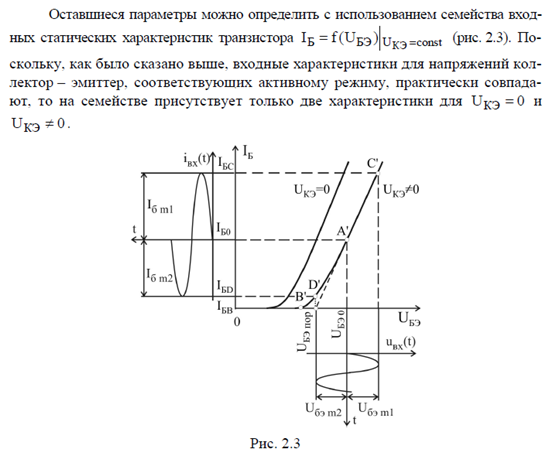 Оставшиеся параметры можно определить с использованием семейства вход-
ных статических характеристик транзистора I_Б = f(U_БЭ)|U_КЭ=const (рис. 2.3). По-
скольку, как было сказано выше, входные характеристики для напряжений кол-
лектор – эмиттер, соответствующих активному режиму, практически совпада-
ют, то на семействе присутствует только две характеристики для U_КЭ = 0 и
U_КЭ ≠ 0.
i_вх(t)
I_Б
I_БС
C'
U_КЭ=0
U_КЭ≠0
I_б m1
t
I_Б0
A'
I_б m2
I_БD
B'
D'
I_БВ
0
U_БЭ пор
U_БЭ 0
U_БЭ
u_вх(t)
U_бэ m2
U_бэ m1
t
Рис. 2.3